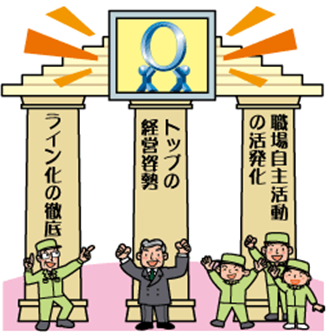 ライン化の徹底
トップの
経営姿勢
職場自主活動
の活発化